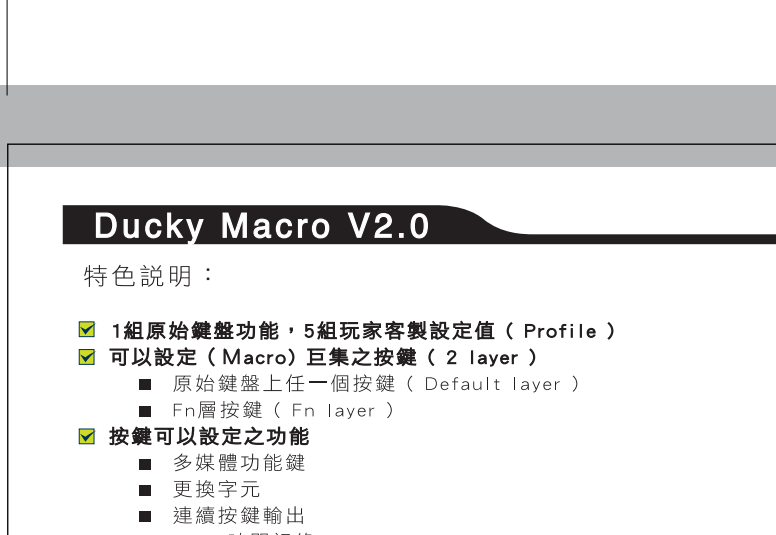 Ducky Macro V2.0
特色説明：
1組原始鍵盤功能，5組玩家客製設定值（ Profile ）
可以設定（Macro）巨集之按鍵（ 2 layer ）
原始鍵盤上任一個按鍵（ Default layer ）
Fn層按鍵（ Fn layer ）
按鍵可以設定之功能
多媒體功能鍵
更換字元
連續按鍵輸出